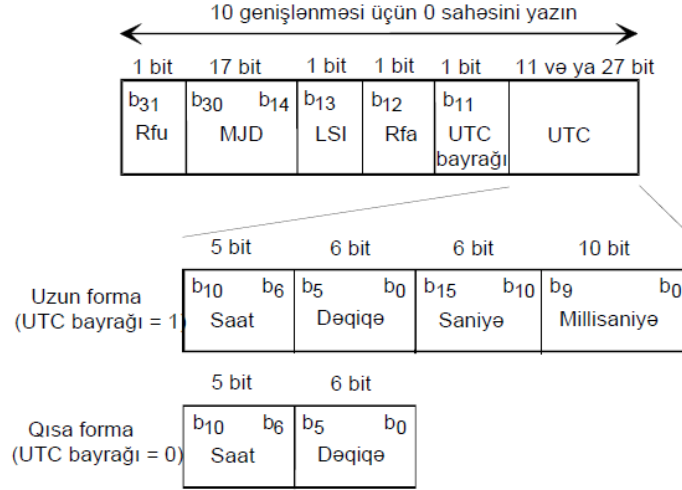 10 genişlənməsi üçün 0 sahəsini yazın
1 bit 17 bit 1 bit 1 bit 1 bit 11 və ya 27 bit
b31 b30 b14 b13 b12 b11
Rfu MJD LSI Rfa UTC UTC
bayrağı
5 bit 6 bit 6 bit 10 bit
b10 b6 b5 b0 b15 b10 b9 b0
Uzun forma
(UTC bayrağı = 1)
Saat Dəqiqə Saniyə Millisaniyə
5 bit 6 bit
b10 b6 b5 b0
Qısa forma
(UTC bayrağı = 0)
Saat Dəqiqə